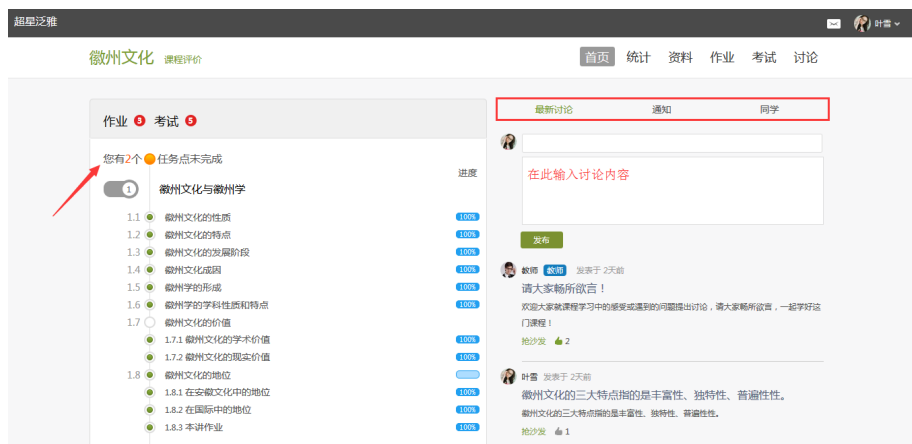 超星泛雅
叶雪
徽州文化 课程评价
首页 统计 资料 作业 考试 讨论
作业 3 考试 5
您有2个 任务点未完成
进度
1 徽州文化与徽州学
1.1 徽州文化的性质 100%
1.2 徽州文化的特点 100%
1.3 徽州文化的发展阶段 100%
1.4 徽州文化成因 100%
1.5 徽州学的形成 100%
1.6 徽州学的学科性质和特点 100%
1.7 徽州文化的价值
1.7.1 徽州文化的学术价值 100%
1.7.2 徽州文化的现实价值 100%
1.8 徽州文化的地位
1.8.1 在安徽文化中的地位 100%
1.8.2 在国际中的地位 100%
1.8.3 本讲作业 100%
最新讨论 通知 同学
在此输入讨论内容
发布
教师 教师 发表于 2天前
请大家畅所欲言！
欢迎大家就课程学习中的感受或遇到的问题提出讨论，请大家畅所欲言，一起学好这
门课程！
抢沙发 2
叶雪 发表于 2天前
徽州文化的三大特点指的是丰富性、独特性、普遍性性。
徽州文化的三大特点指的是丰富性、独特性、普遍性性。
抢沙发 1